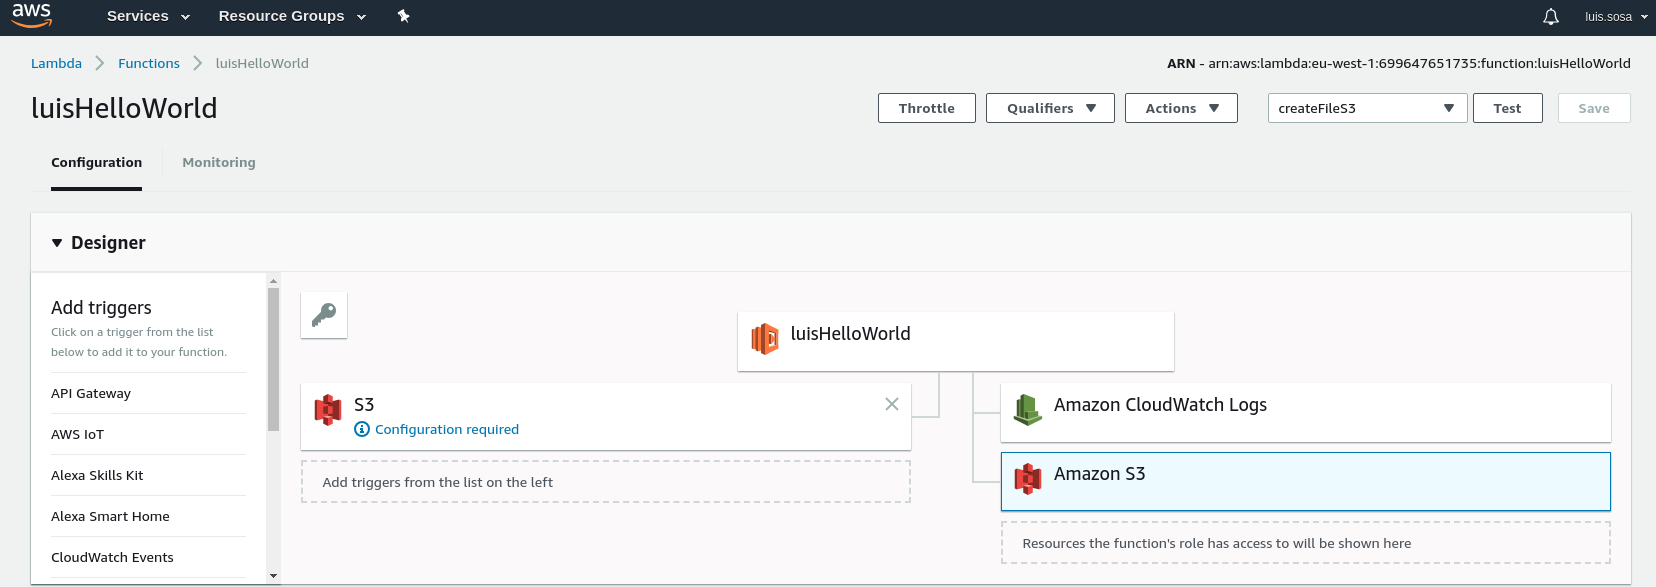 aws Services Resource Groups luis.sosa
Lambda Functions luisHelloWorld ARN - arn:aws:lambda:eu-west-1:699647651735:function:luisHelloWorld
luisHelloWorld Throttle Qualifiers Actions createFileS3 Test Save
Configuration Monitoring
Designer
Add triggers
Click on a trigger from the list
below to add it to your function.
API Gateway
AWS IoT
Alexa Skills Kit
Alexa Smart Home
CloudWatch Events
luisHelloWorld
S3
Configuration required
Add triggers from the list on the left
Amazon CloudWatch Logs
Amazon S3
Resources the function's role has access to will be shown here